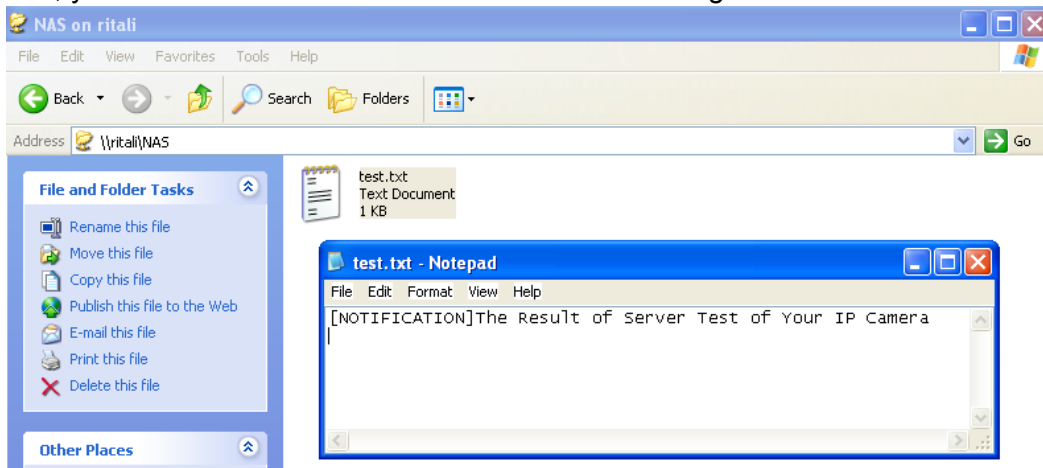 NAS on ritali
File Edit View Favorites Tools Help
Back Search Folders
Address \\ritali\NAS Go
File and Folder Tasks
Rename this file
Move this file
Copy this file
Publish this file to the Web
E-mail this file
Print this file
Delete this file
Other Places
test.txt
Text Document
1 KB
test.txt - Notepad
File Edit Format View Help
[NOTIFICATION]The Result of Server Test of Your IP Camera